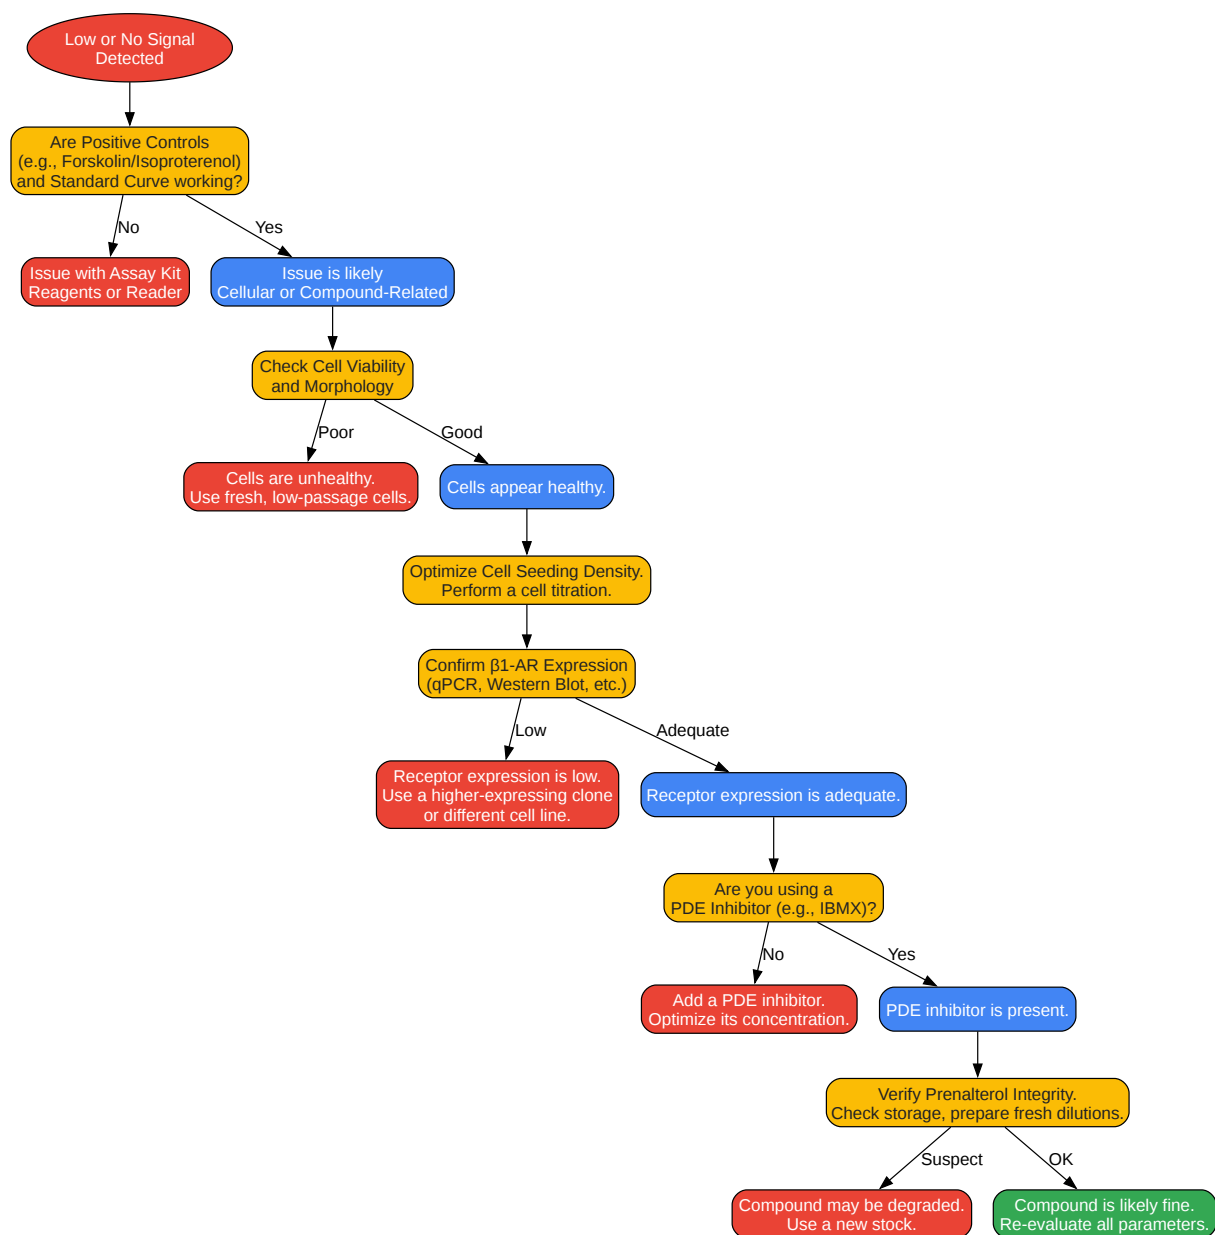 Low or No Signal
Detected
Are Positive Controls
(e.g., Forskolin/Isoproterenol)
and Standard Curve working?
No
Yes
Issue with Assay Kit
Reagents or Reader
Issue is likely
Cellular or Compound-Related
Check Cell Viability
and Morphology
Poor
Good
Cells are unhealthy.
Use fresh, low-passage cells.
Cells appear healthy.
Optimize Cell Seeding Density.
Perform a cell titration.
Confirm β1-AR Expression
(qPCR, Western Blot, etc.)
Low
Adequate
Receptor expression is low.
Use a higher-expressing clone
or different cell line.
Receptor expression is adequate.
Are you using a
PDE Inhibitor (e.g., IBMX)?
No
Yes
Add a PDE inhibitor.
Optimize its concentration.
PDE inhibitor is present.
Verify Prenalterol Integrity.
Check storage, prepare fresh dilutions.
Suspect
OK
Compound may be degraded.
Use a new stock.
Compound is likely fine.
Re-evaluate all parameters.